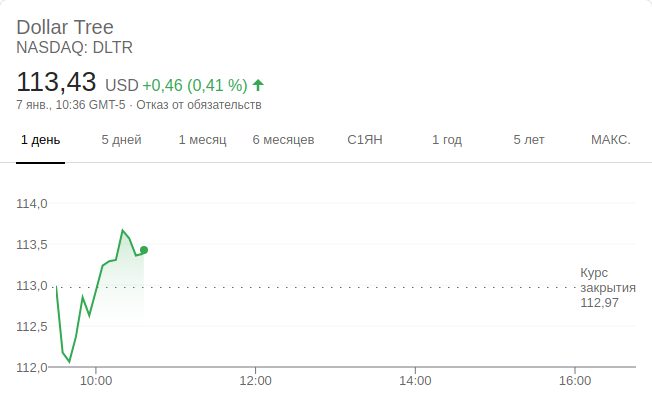 Dollar Tree
NASDAQ: DLTR
113,43 USD +0,46 (0,41 %)
7 янв., 10:36 GMT-5 · Отказ от обязательств
1 день 5 дней 1 месяц 6 месяцев С1ЯН 1 год 5 лет МАКС.
114,0
113,5
113,0
112,5
112,0
Курс
закрытия
112,97
10:00 12:00 14:00 16:00